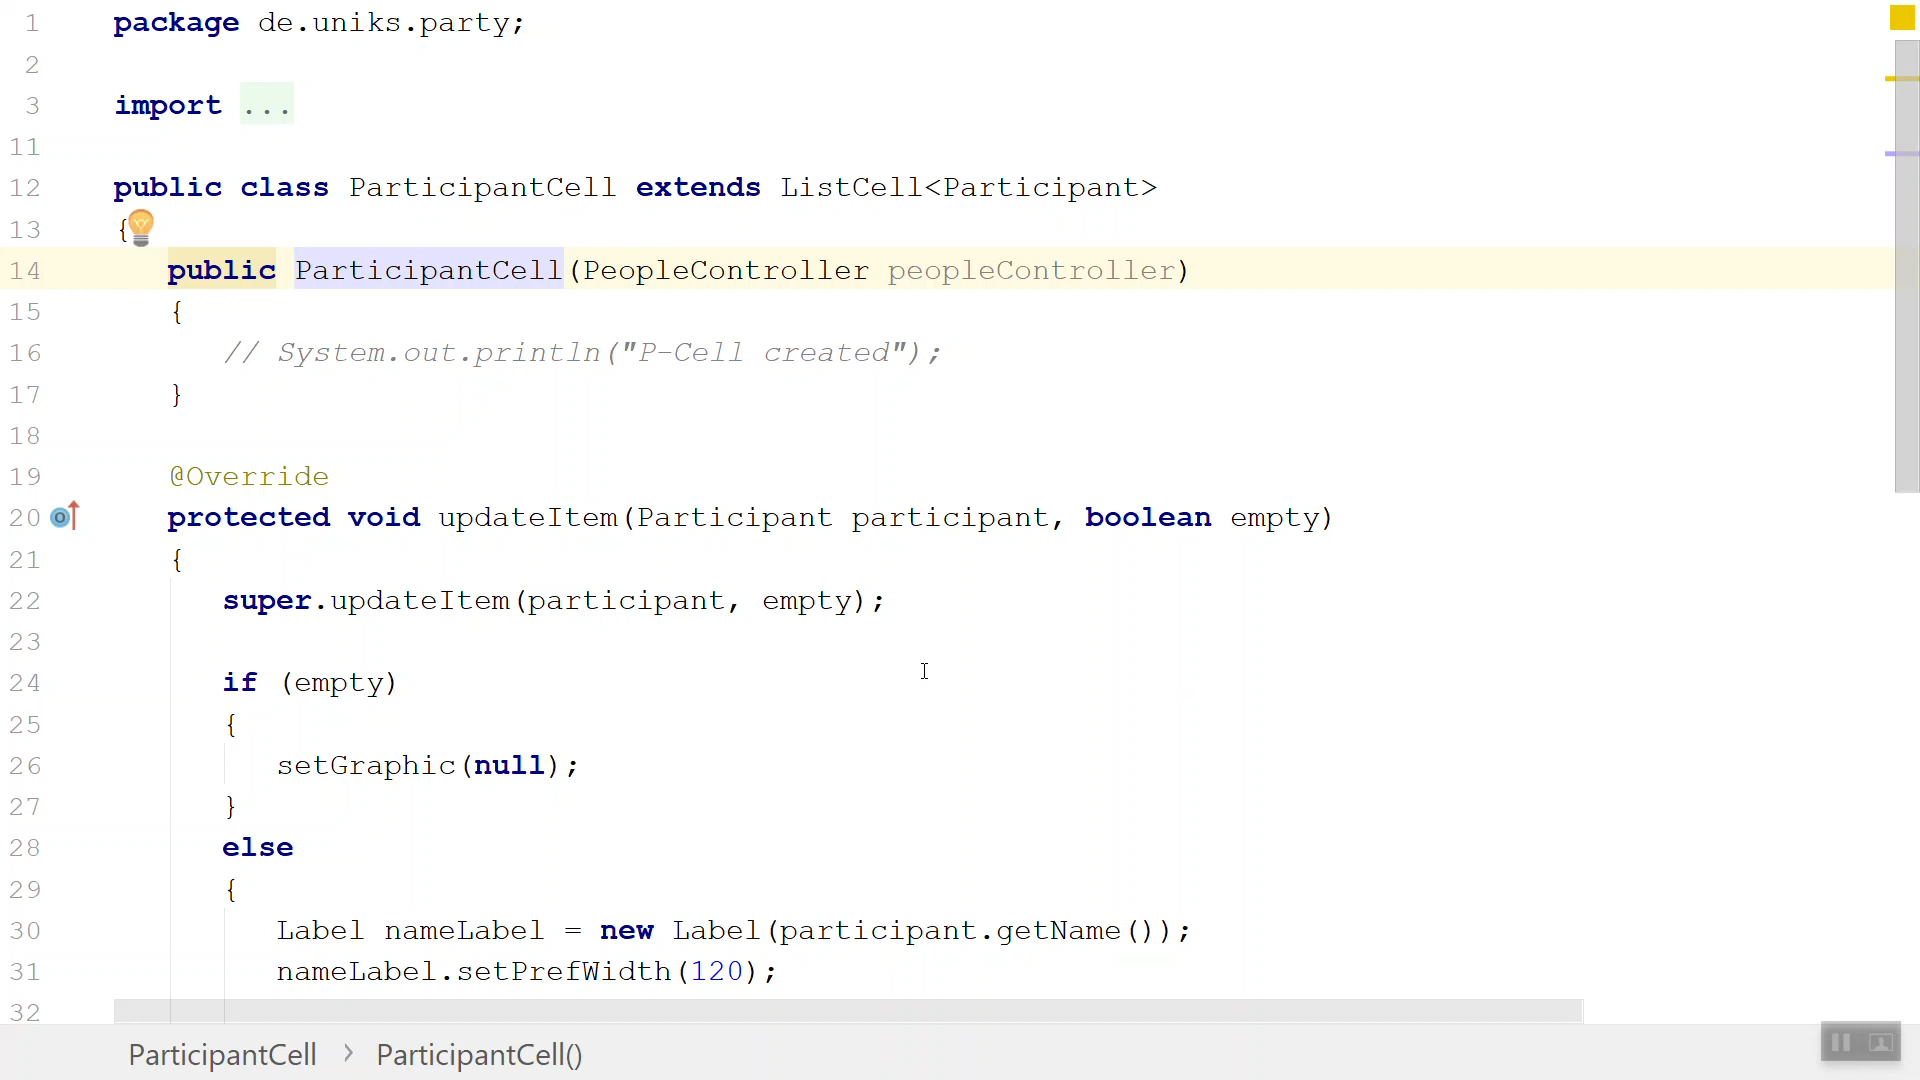 1 package de.uniks.party;
2
3 import ...
11
12 public class ParticipantCell extends ListCell<Participant>
13 {
14 public ParticipantCell(PeopleController peopleController)
15 {
16 // System.out.println("P-Cell created");
17 }
18
19 @Override
20 protected void updateItem(Participant participant, boolean empty)
21 {
22 super.updateItem(participant, empty);
23
24 if (empty)
25 {
26 setGraphic(null);
27 }
28 else
29 {
30 Label nameLabel = new Label(participant.getName());
31 nameLabel.setPrefWidth(120);
32
ParticipantCell > ParticipantCell()